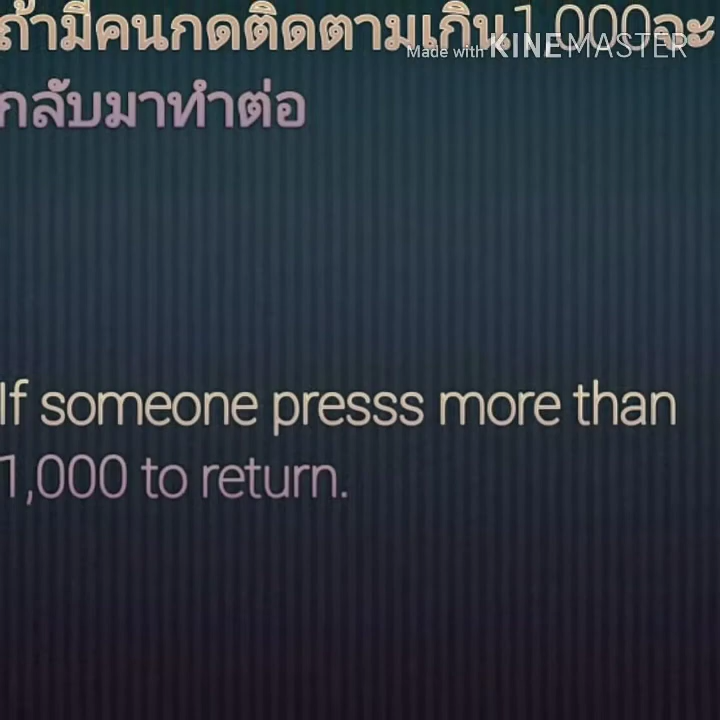 ถ้ามีคนกดติดตามเกิน1,000จะ
Made with KINEMASTER
กลับมาทำต่อ
If someone presss more than
1,000 to return.